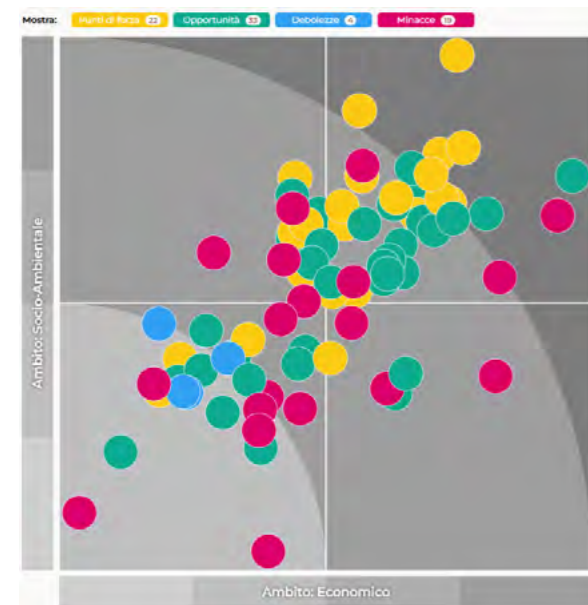 Mostra: Punti di forza 22 Opportunità 33 Debolezze 4 Minacce 19
Ambito: Socio-Ambientale
Ambito: Economico